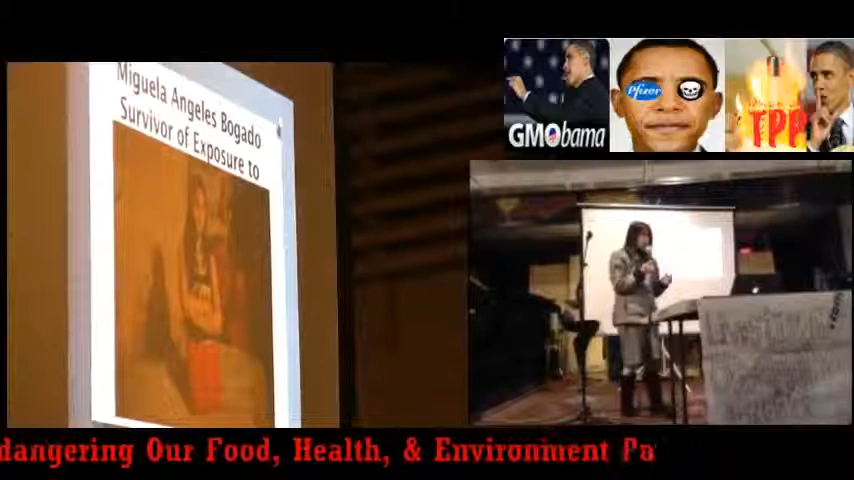 Miguela Angeles Bogado
Survivor of Exposure to
GMObama
Pfizer
TPP
dangering Our Food, Health, & Environment Pa